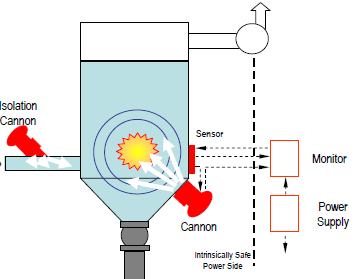 Isolation
Cannon
Sensor
Monitor
Cannon
Power
Supply
Intrinsically Safe
Power Side